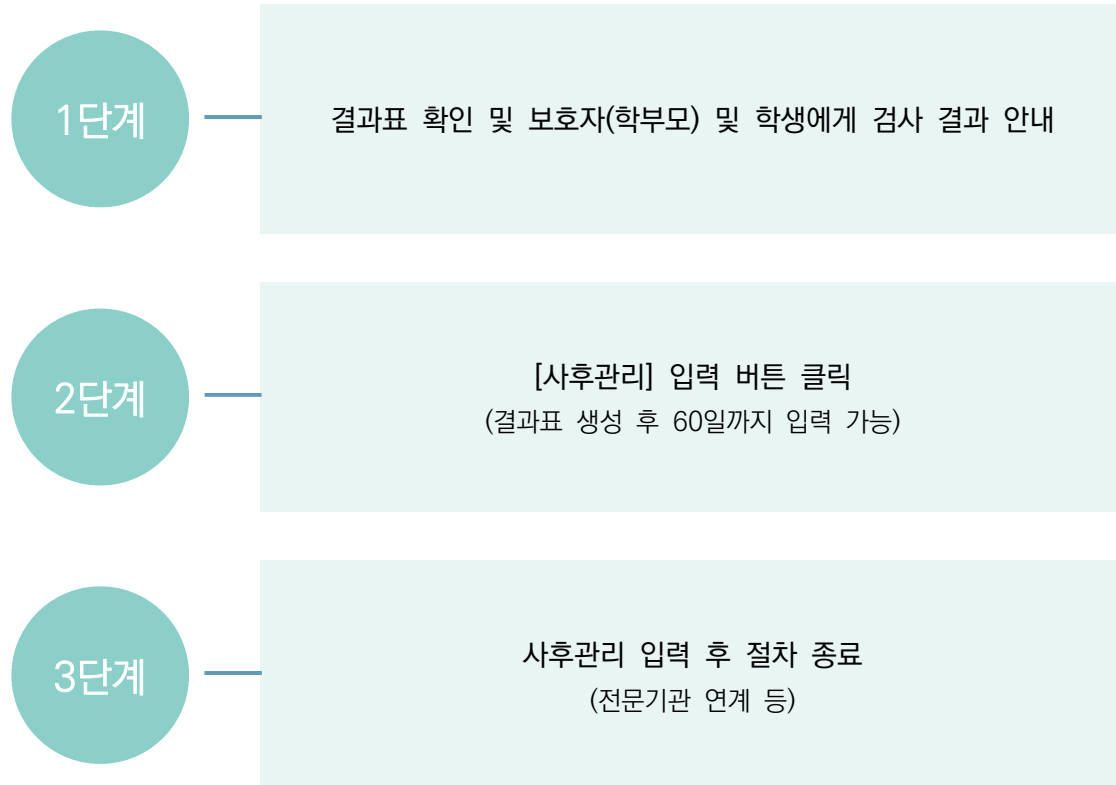 1단계
결과표 확인 및 보호자(학부모) 및 학생에게 검사 결과 안내
2단계
[사후관리] 입력 버튼 클릭
(결과표 생성 후 60일까지 입력 가능)
3단계
사후관리 입력 후 절차 종료
(전문기관 연계 등)